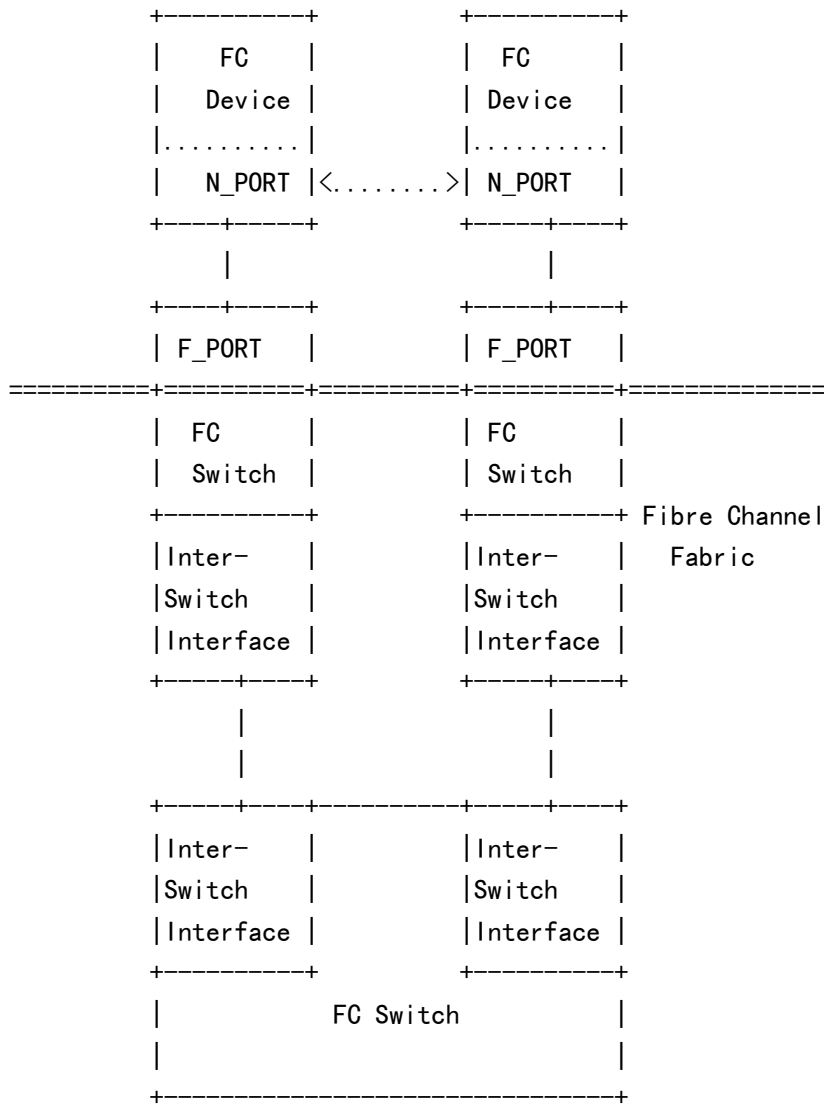 +----------+ +----------+
| FC | | FC |
| Device | | Device |
|..........| |..........|
| N_PORT |<........>| N_PORT |
+----+-----+ +-----+----+
| |
+----+-----+ +-----+----+
| F_PORT | | F_PORT |
==========+==========+==========+==========+==============
| FC | | FC |
| Switch | | Switch |
+----------+ +----------+ Fibre Channel
|Inter- | |Inter- | Fabric
|Switch | |Switch |
|Interface | |Interface |
+-----+----+ +-----+----+
| |
| |
+-----+----+----------+-----+----+
|Inter- | |Inter- |
|Switch | |Switch |
|Interface | |Interface |
+----------+ +----------+
| FC Switch |
| |
+--------------------------------+